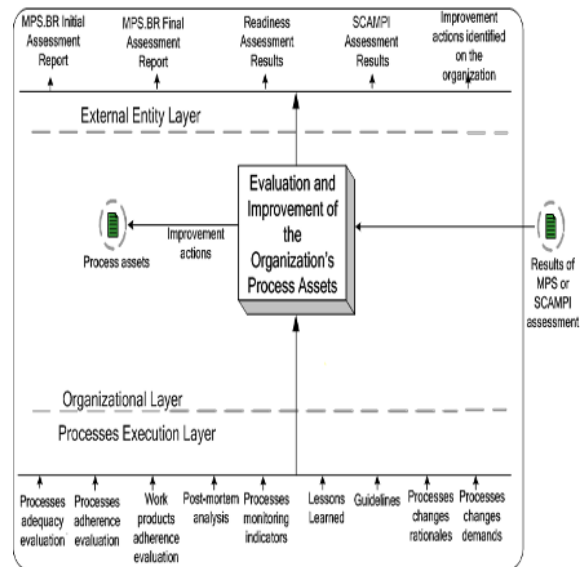 MPS.BR Initial
Assessment
Report
MPS.BR Final
Assessment
Report
Readiness
Assessment
Results
SCAMPI
Assessment
Results
Improvement
actions identified
on the
organization
External Entity Layer
Evaluation and
Improvement of
the
Organization's
Process Assets
Improvement
actions
Process assets
Results of
MPS or
SCAMPI
assessment
Organizational Layer
Processes Execution Layer
Processes
adequacy
evaluation
Processes
adherence
evaluation
Work
products
adherence
evaluation
Post-mortem
analysis
Processes
monitoring
indicators
Lessons
Learned
Guidelines
Processes
changes
rationales
Processes
changes
demands